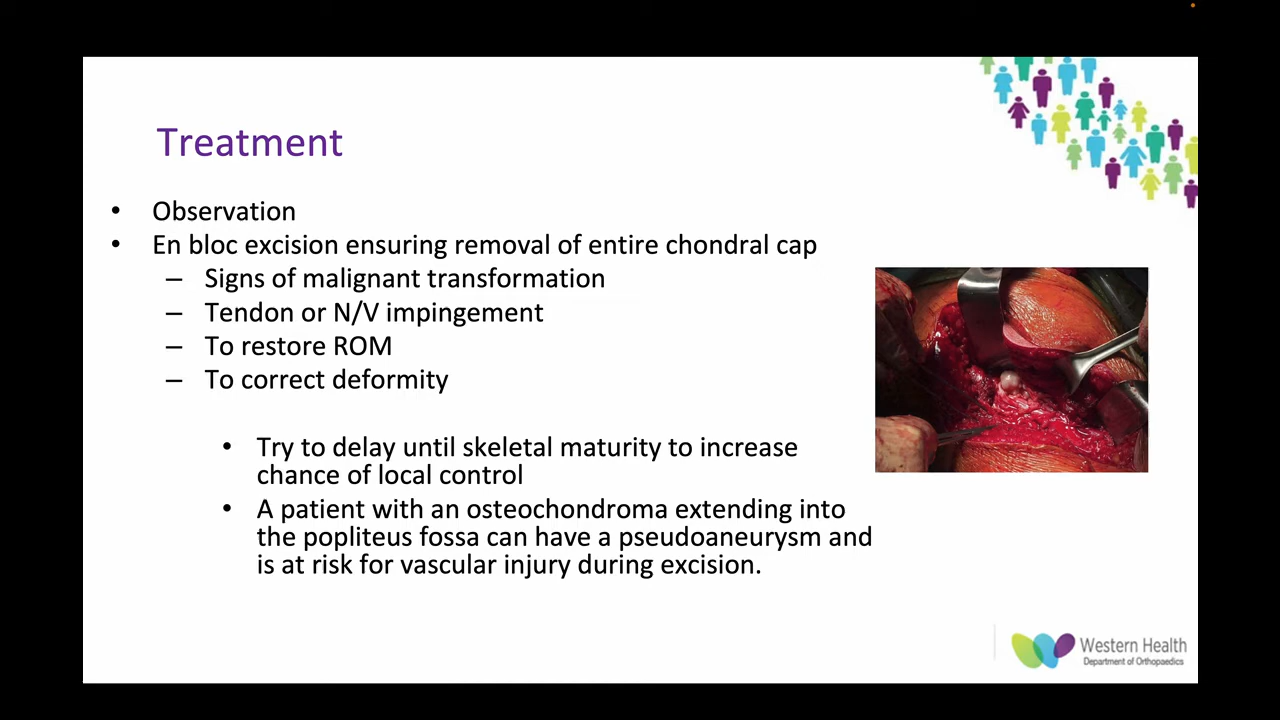 Treatment
• Observation
• En bloc excision ensuring removal of entire chondral cap
– Signs of malignant transformation
– Tendon or N/V impingement
– To restore ROM
– To correct deformity
• Try to delay until skeletal maturity to increase
chance of local control
• A patient with an osteochondroma extending into
the popliteus fossa can have a pseudoaneurysm and
is at risk for vascular injury during excision.
Western Health
Department of Orthopaedics